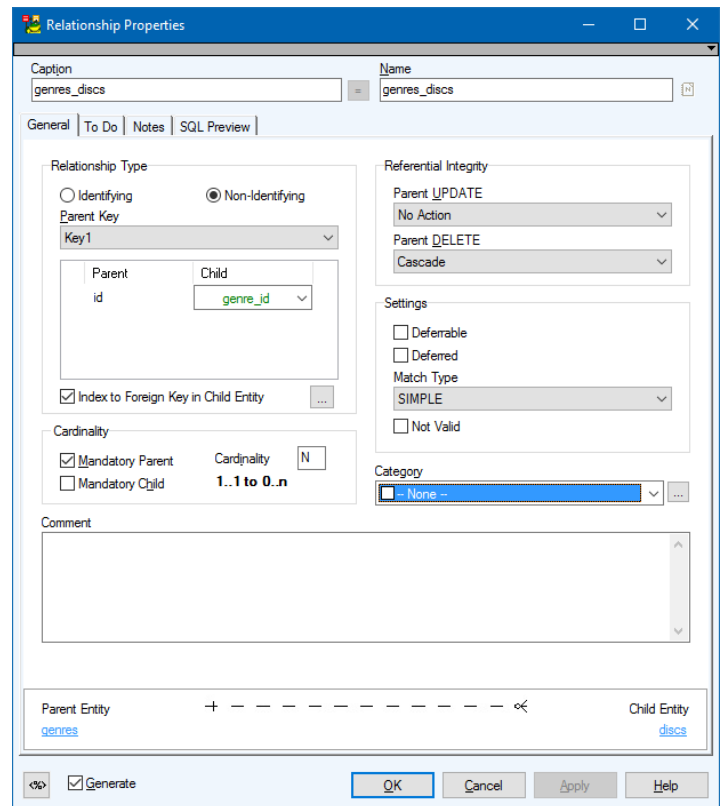 Relationship Properties
Caption Name
genres_discs = genres_discs N
General To Do Notes SQL Preview
Relationship Type Referential Integrity
Identifying Non-Identifying Parent UPDATE
Parent Key No Action
Key1 Parent DELETE
Parent Child Cascade
id genre_id Settings
Deferrable
Deferred
Match Type
Index to Foreign Key in Child Entity ... SIMPLE
Cardinality Not Valid
Mandatory Parent Cardinality N
Category
Mandatory Child 1..1 to 0..n
-- None -- ...
Comment
Parent Entity Child Entity
genres discs
<%> Generate OK Cancel Apply Help